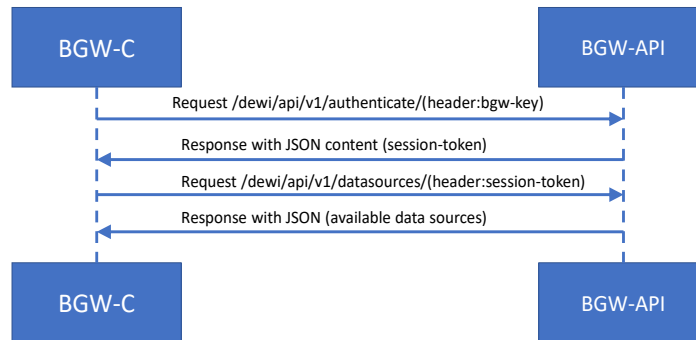 BGW-C
BGW-API
Request /dewi/api/v1/authenticate/(header:bgw-key)
Response with JSON content (session-token)
Request /dewi/api/v1/datasources/(header:session-token)
Response with JSON (available data sources)
BGW-C
BGW-API